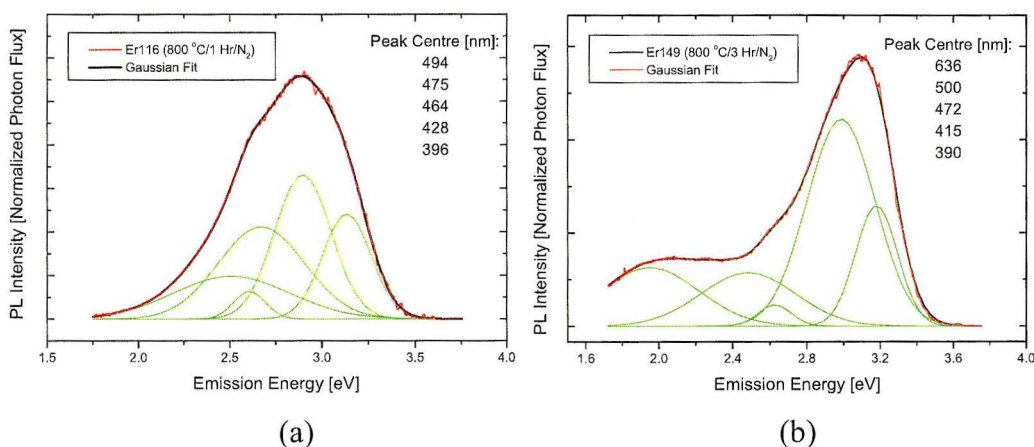 Er116 (800 °C/1 Hr/N₂)
Gaussian Fit
Peak Centre [nm]:
494
475
464
428
396
PL Intensity [Normalized Photon Flux]
1.5 2.0 2.5 3.0 3.5 4.0
Emission Energy [eV]
(a)
Er149 (800 °C/3 Hr/N₂)
Gaussian Fit
Peak Centre [nm]:
636
500
472
415
390
PL Intensity [Normalized Photon Flux]
1.6 2.0 2.4 2.8 3.2 3.6 4.0
Emission Energy [eV]
(b)